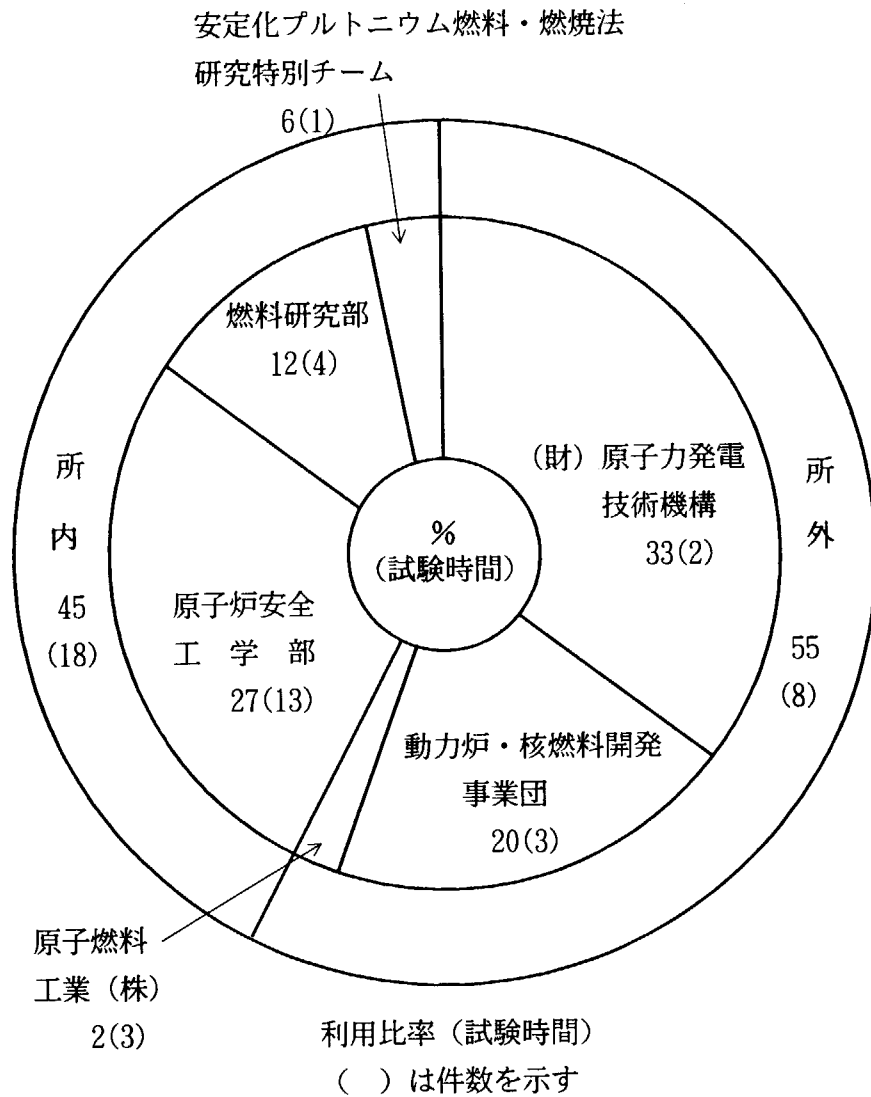 安定化プルトニウム燃料・燃焼法
研究特別チーム
6(1)
燃料研究部
12(4)
(財)原子力発電
技術機構
33(2)
所
内
45
(18)
所
外
55
(8)
%
(試験時間)
原子炉安全
工学部
27(13)
動力炉・核燃料開発
事業団
20(3)
原子燃料
工業(株)
2(3)
利用比率(試験時間)
( )は件数を示す